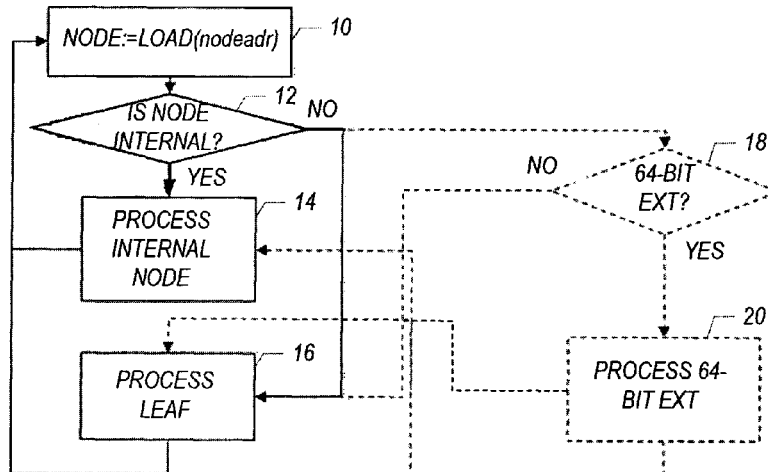 NODE:=LOAD(nodeadr)
10
IS NODE
INTERNAL?
12
NO
YES
PROCESS
INTERNAL
NODE
14
PROCESS
LEAF
16
NO
64-BIT
EXT?
18
YES
PROCESS 64-
BIT EXT
20